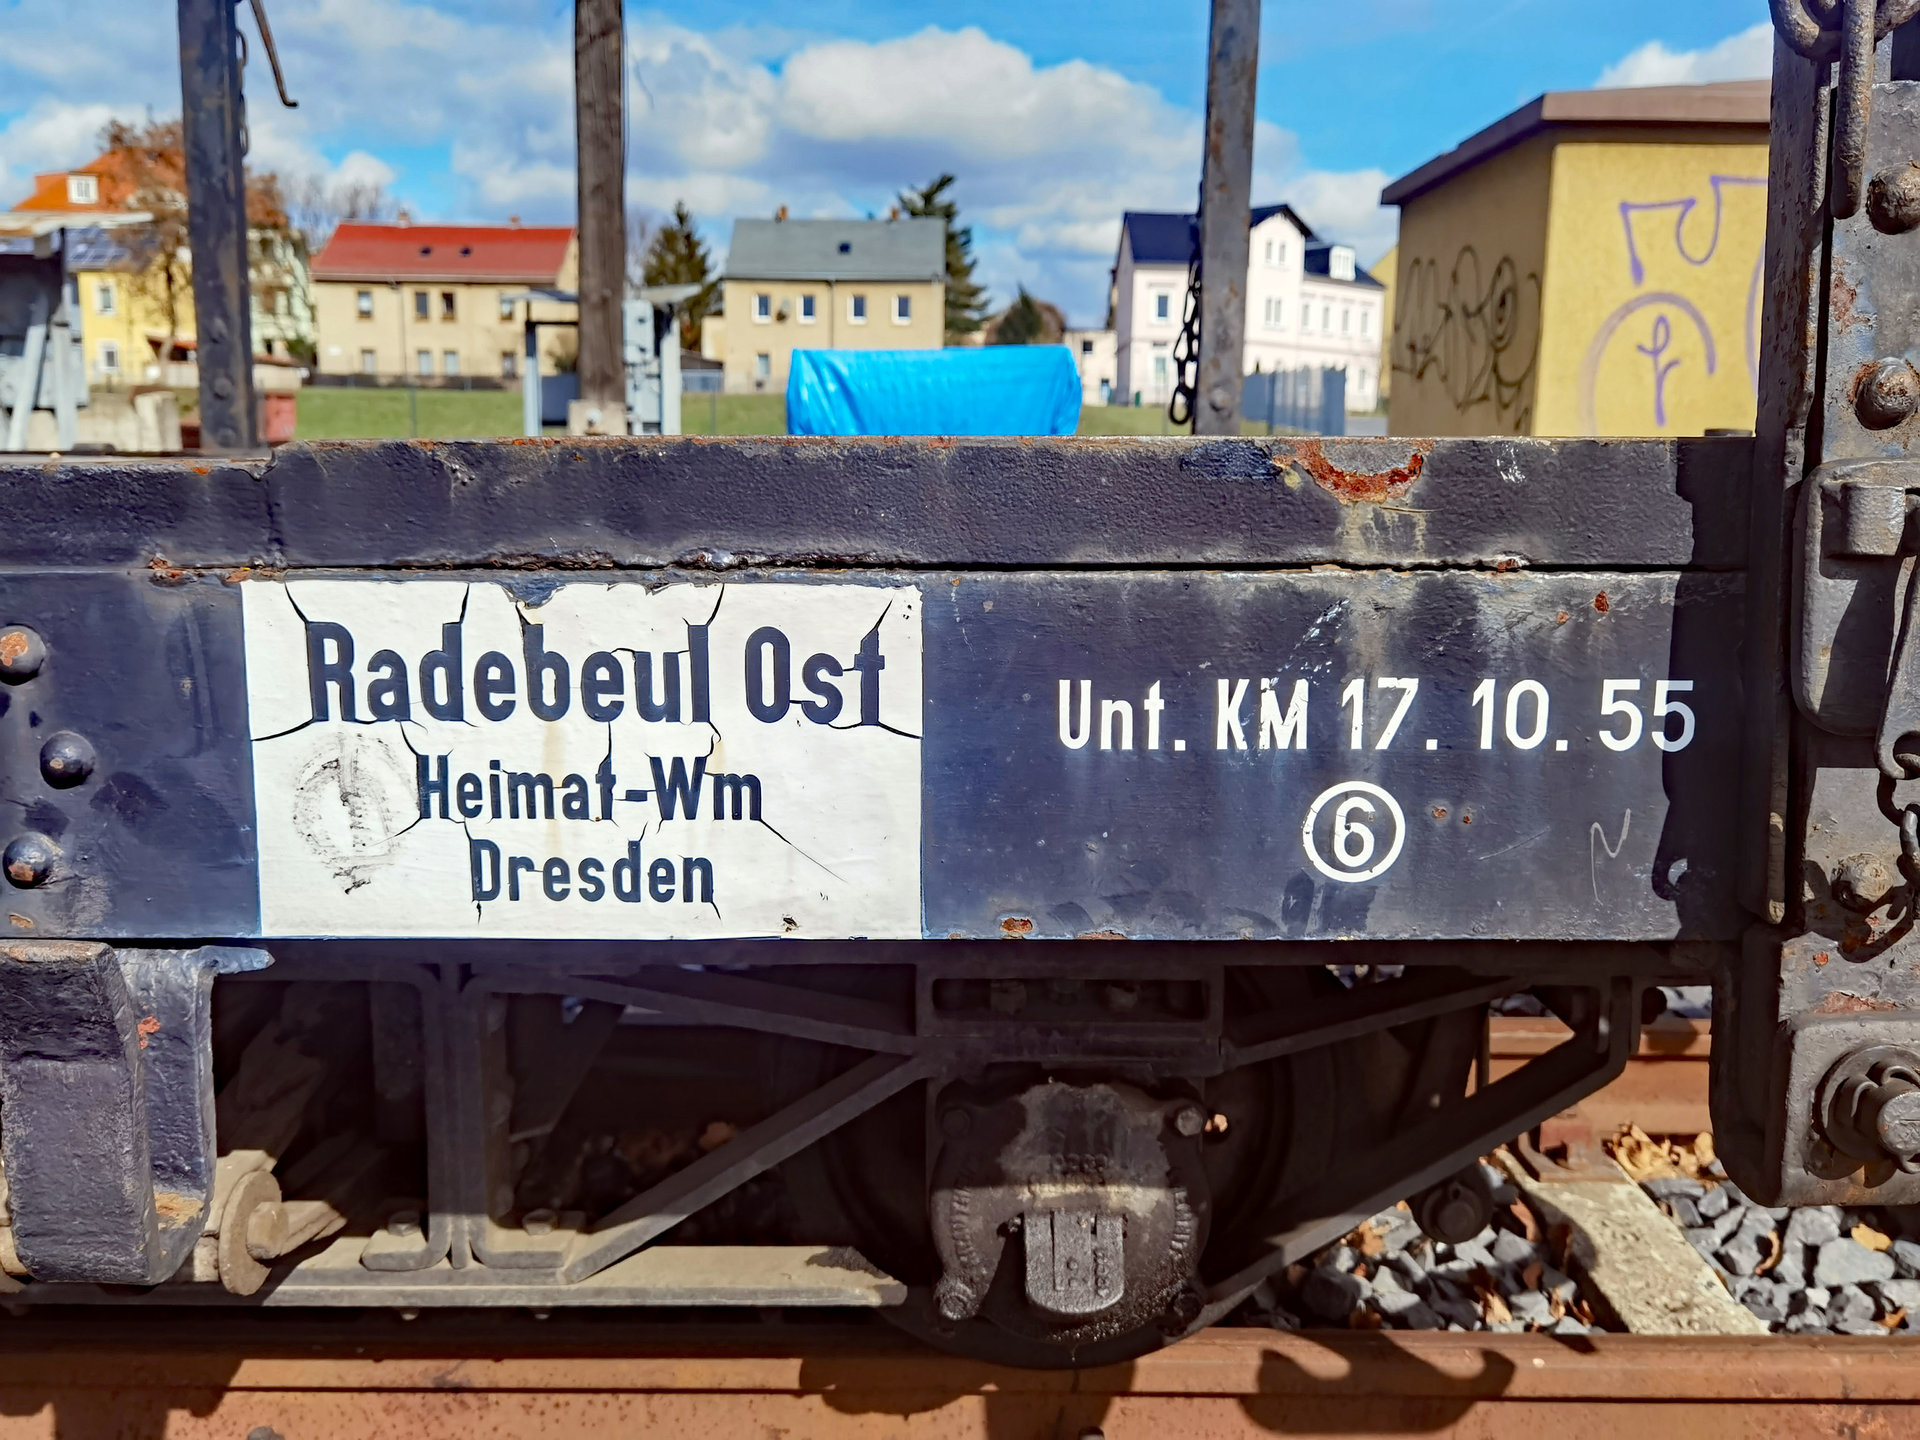 Radebeul Ost
Heimat-Wm
Dresden
Unt. KM 17. 10. 55
6